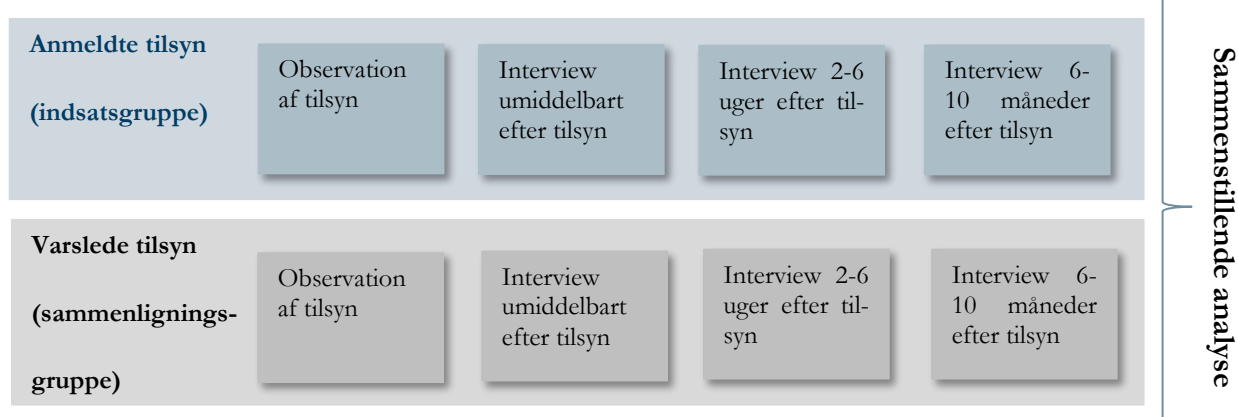 Anmeldte tilsyn
(indsatsgruppe)
Observation
af tilsyn
Interview
umiddelbart
efter tilsyn
Interview 2-6
uger efter til-
syn
Interview 6-
10 måneder
efter tilsyn
Varslede tilsyn
(sammenlignings-
gruppe)
Observation
af tilsyn
Interview
umiddelbart
efter tilsyn
Interview 2-6
uger efter til-
syn
Interview 6-
10 måneder
efter tilsyn
Sammenstillende analyse